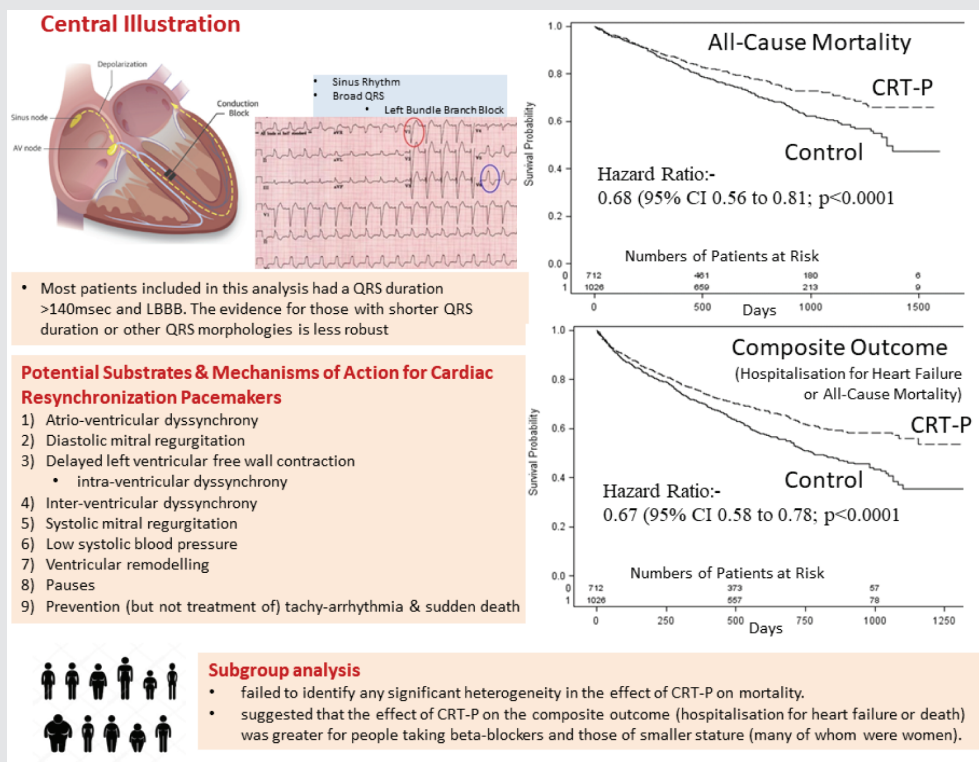 Central Illustration
Depolarization
Sinus node
AV node
Conduction
Block
• Sinus Rhythm
• Broad QRS
• Left Bundle Branch Block
• Most patients included in this analysis had a QRS duration
>140msec and LBBB. The evidence for those with shorter QRS
duration or other QRS morphologies is less robust
Potential Substrates & Mechanisms of Action for Cardiac
Resynchronization Pacemakers
1) Atrio-ventricular dyssynchrony
2) Diastolic mitral regurgitation
3) Delayed left ventricular free wall contraction
• intra-ventricular dyssynchrony
4) Inter-ventricular dyssynchrony
5) Systolic mitral regurgitation
6) Low systolic blood pressure
7) Ventricular remodelling
8) Pauses
9) Prevention (but not treatment of) tachy-arrhythmia & sudden death
All-Cause Mortality
CRT-P
Control
Hazard Ratio:-
0.68 (95% CI 0.56 to 0.81; p<0.0001
Survival Probability
1.0
0.8
0.6
0.4
0.2
0.0
Numbers of Patients at Risk
0 712 461 180 6
1 1026 659 213 9
0 500 1000 1500
Days
Composite Outcome
(Hospitalisation for Heart Failure
or All-Cause Mortality)
CRT-P
Control
Hazard Ratio:-
0.67 (95% CI 0.58 to 0.78; p<0.0001
Survival Probability
1.0
0.8
0.6
0.4
0.2
0.0
Numbers of Patients at Risk
0 712 373 57
1 1026 557 78
0 250 500 750 1000 1250
Days
Subgroup analysis
• failed to identify any significant heterogeneity in the effect of CRT-P on mortality.
• suggested that the effect of CRT-P on the composite outcome (hospitalisation for heart failure or death)
was greater for people taking beta-blockers and those of smaller stature (many of whom were women).